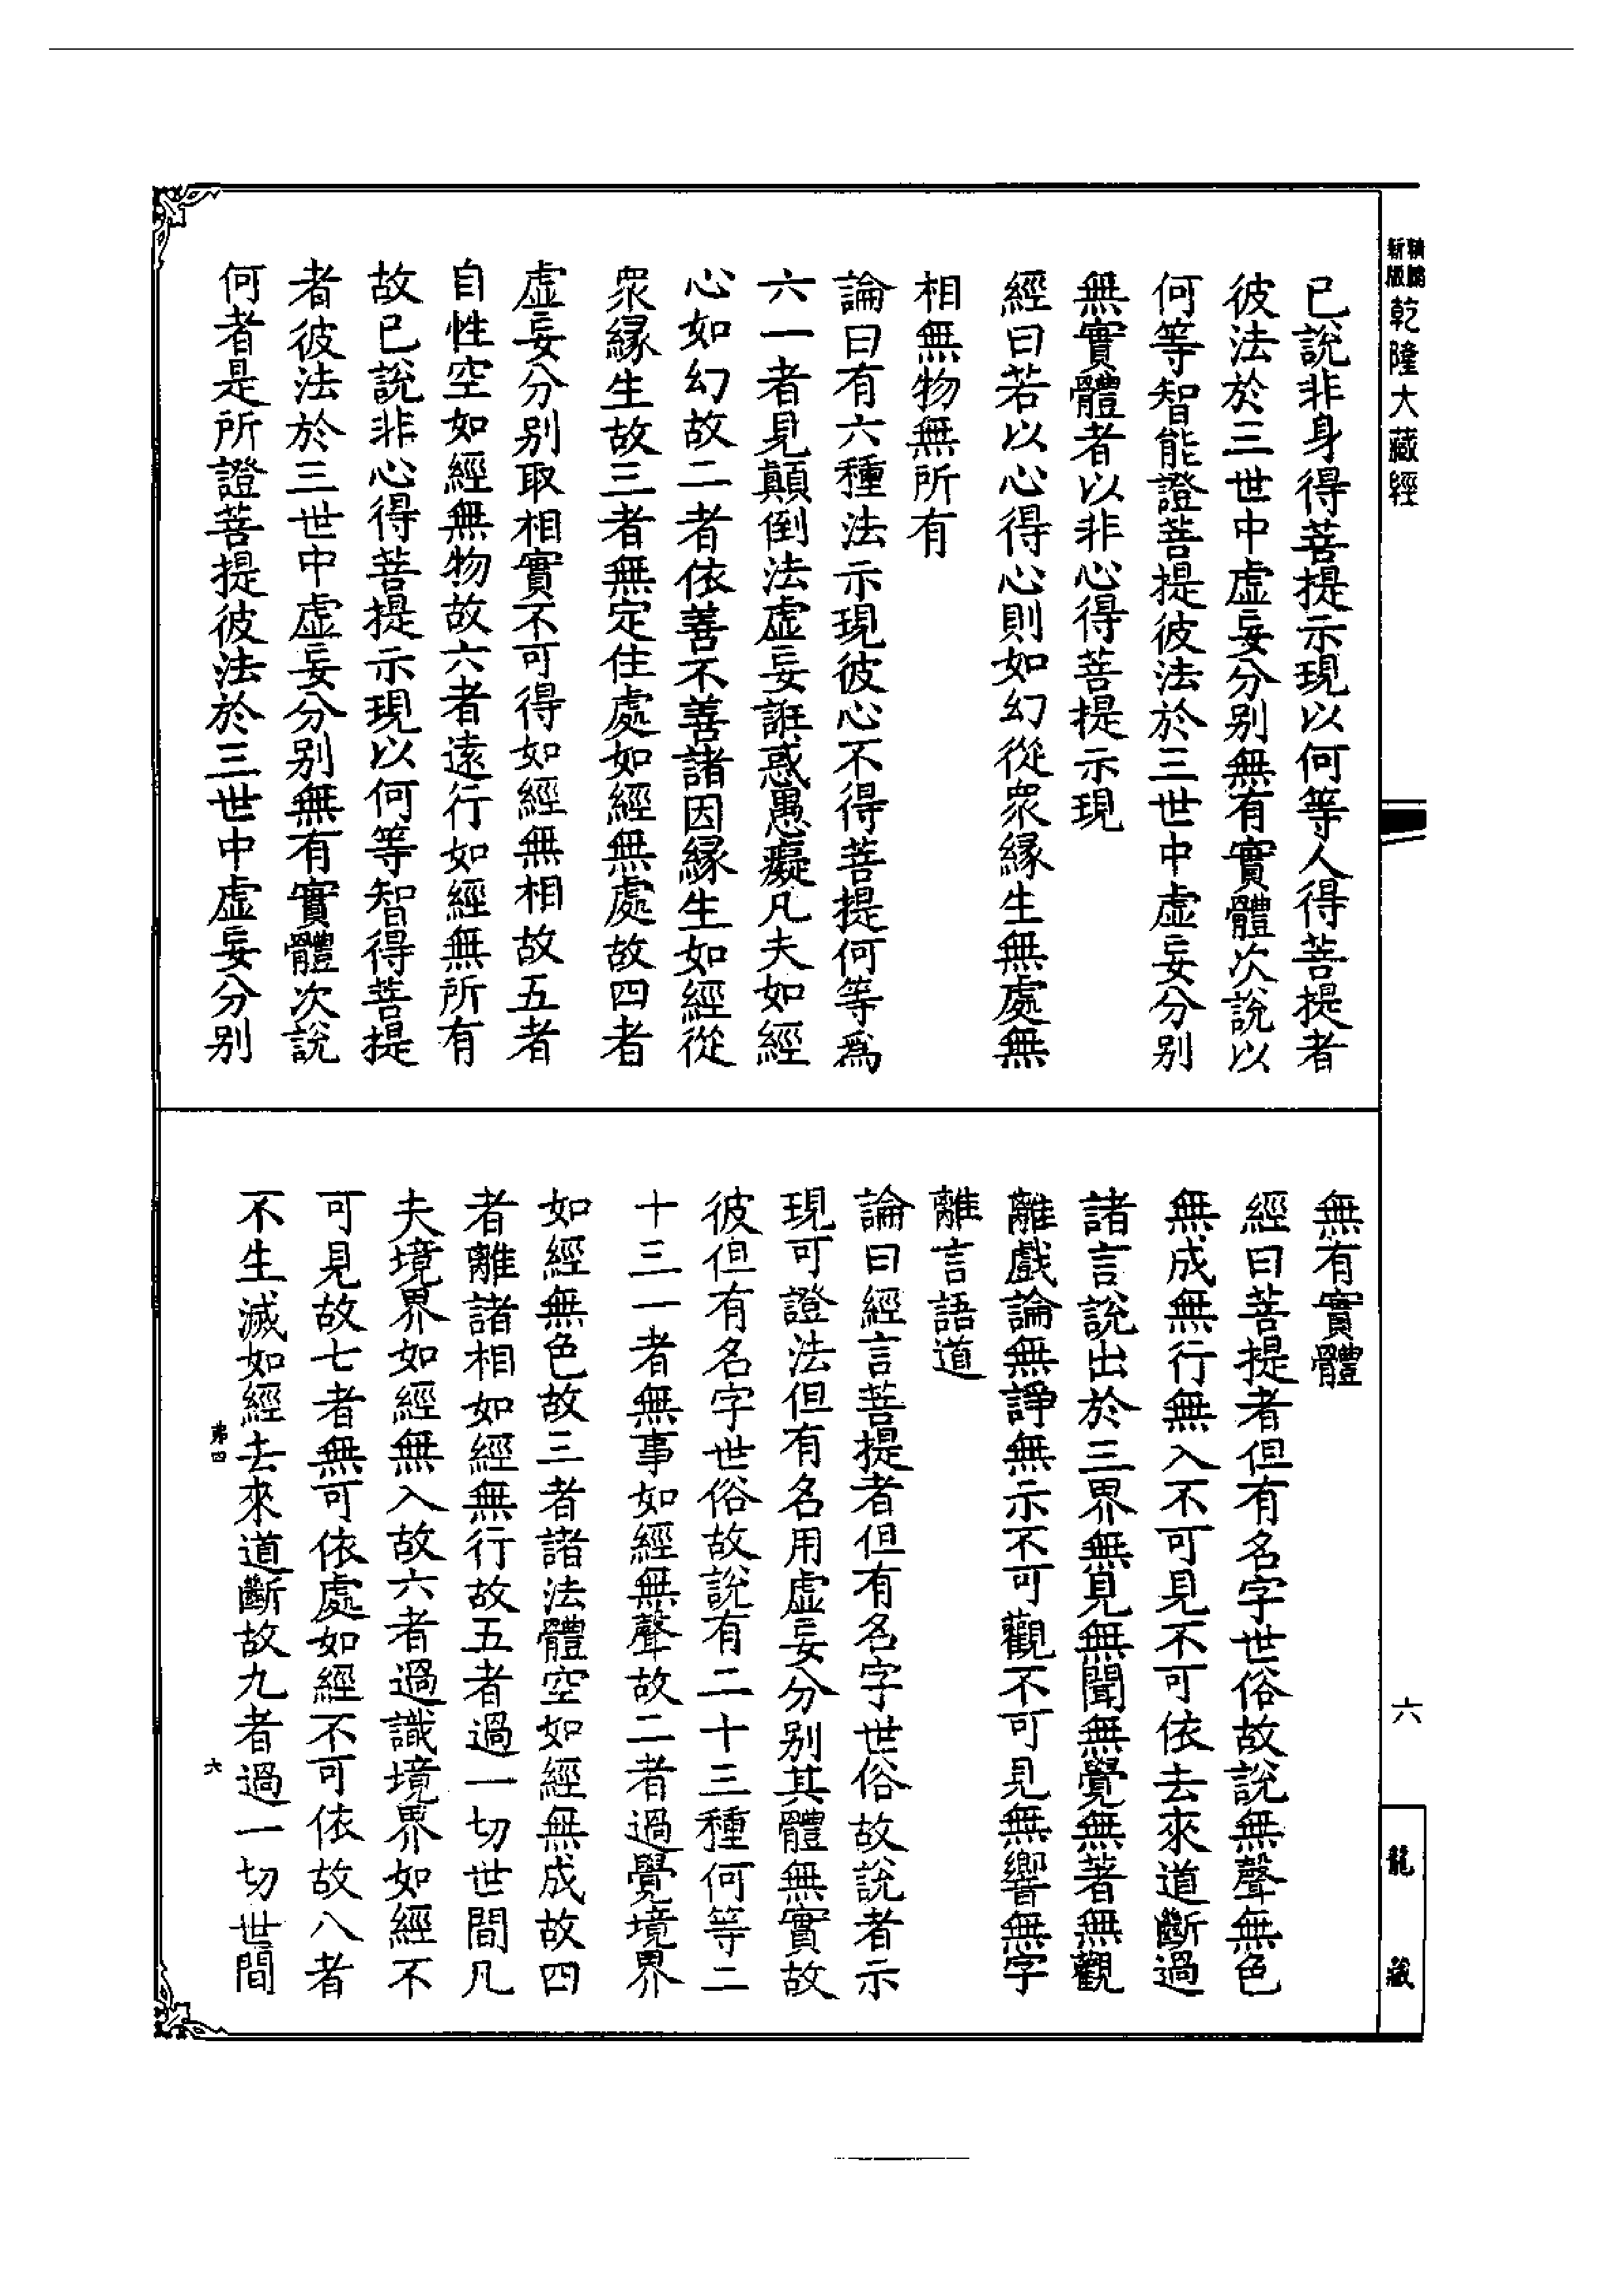 新版精縮乾隆大藏經
已說非身得菩提示現以何等人得菩提者
彼法於三世中虛妄分别無有實體次說以
何等智能證菩提彼法於三世中虛妄分别
無實體者以非心得菩提示現
經曰若以心得心則如幻從衆緣生無處無
相無物無所有
論曰有六種法示現彼心不得菩提何等爲
六一者見顛倒法虛妄誑惑愚癡凡夫如經
心如幻故二者依善不善諸因緣生如經從
衆緣生故三者無定住處如經無處故四者
虛妄分别取相實不可得如經無相故五者
自性空如經無物故六者遠行如經無所有
故已說非心得菩提示現以何等智得菩提
者彼法於三世中虛妄分别無有實體次說
何者是所證菩提彼法於三世中虛妄分别
無有實體
經曰菩提者但有名字世俗故說無聲無色
無成無行無入不可見不可依去來道斷過
諸言說出於三界無見無聞無覺無著無觀
離戲論無諍無示不可觀不可見無響無字
離言語道
論曰經言菩提者但有名字世俗故說者示
現可證法但有名用虛妄分别其體無實故
彼但有名字世俗故說有二十三種何等二
十三一者無事如經無聲故二者過覺境界
如經無色故三者諸法體空如經無成故四
者離諸相如經無行故五者過一切世間凡
夫境界如經無入故六者過識境界如經不
可見故七者無可依處如經不可依故八者
不生滅如經去來道斷故九者過一切世間
第四
六
六
龍藏